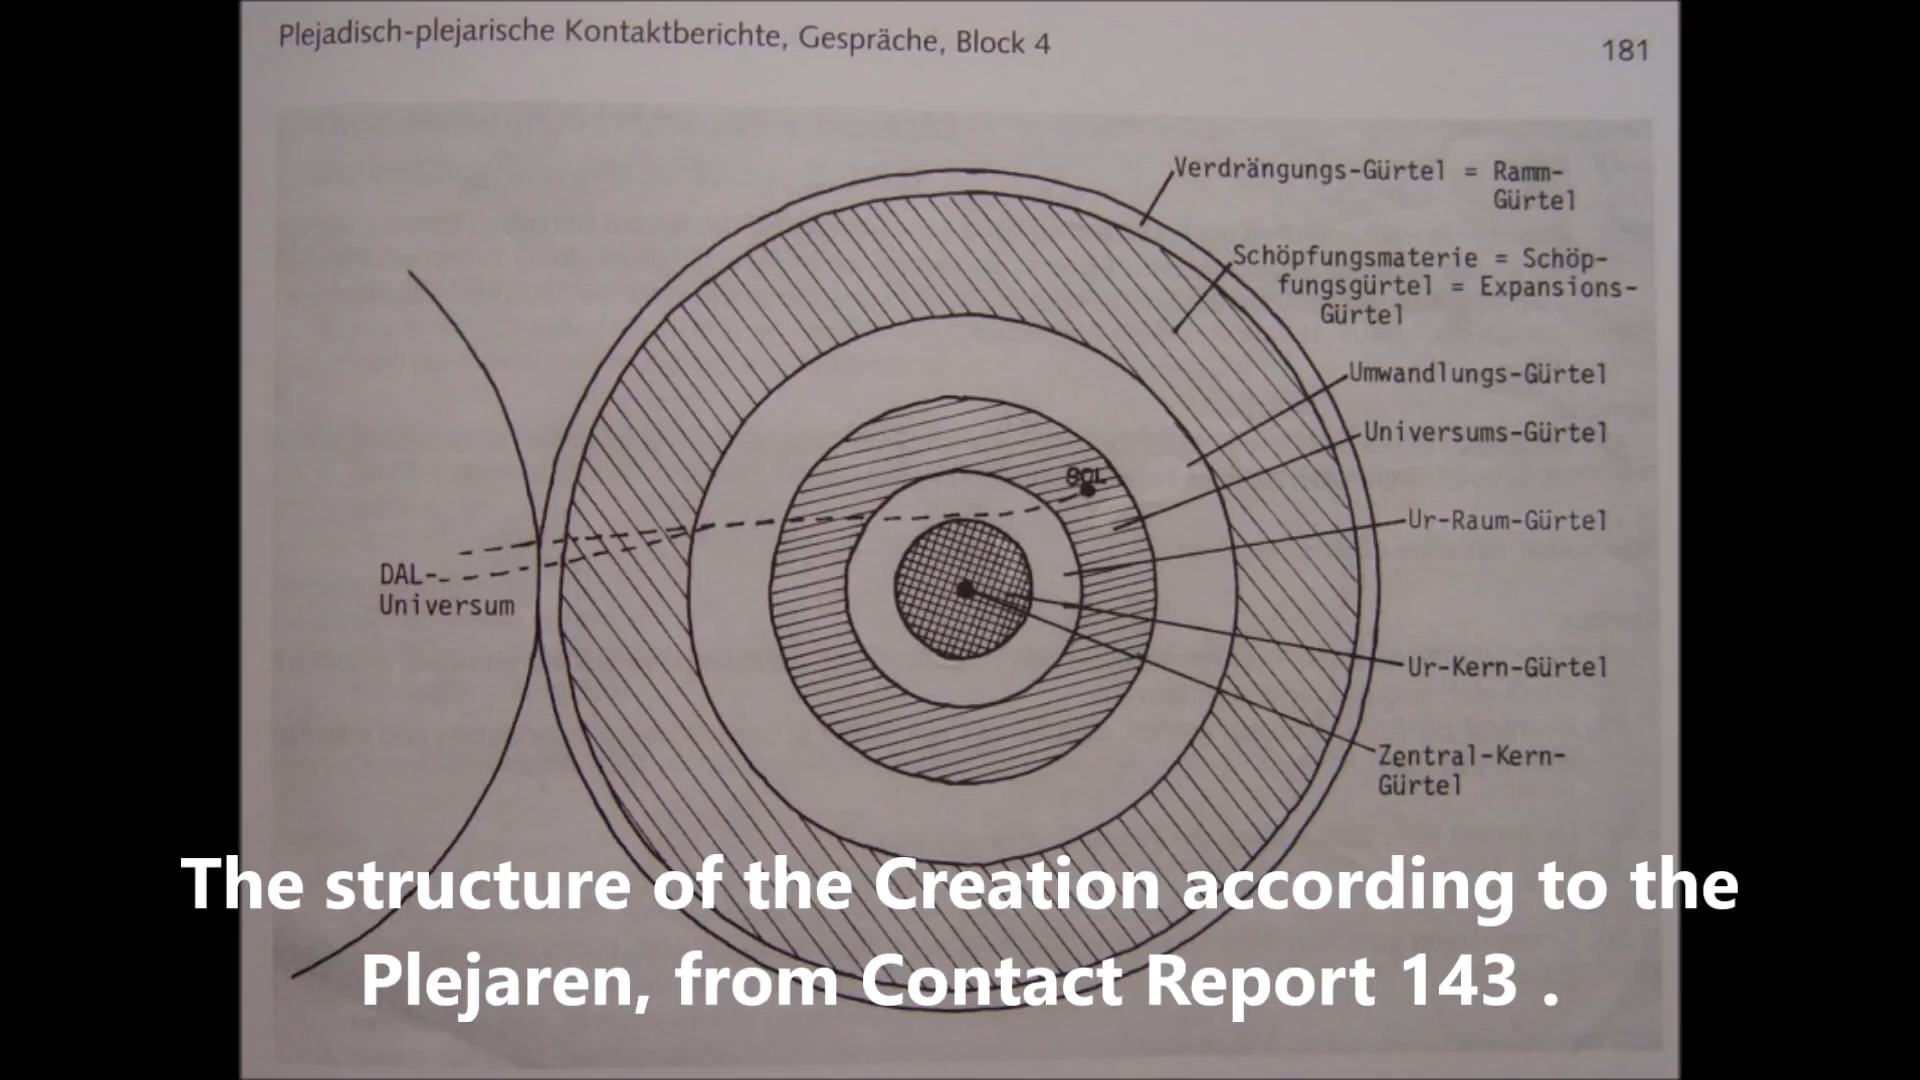 Plejadisch-plejarische Kontaktberichte, Gespräche, Block 4
181
Verdrängungs-Gürtel = Ramm-
Gürtel
Schöpfungsmaterie = Schöp-
fungsgürtel = Expansions-
Gürtel
Umwandlungs-Gürtel
Universums-Gürtel
SOL
Ur-Raum-Gürtel
DAL-
Universum
Ur-Kern-Gürtel
Zentral-Kern-
Gürtel
The structure of the Creation according to the
Plejaren, from Contact Report 143 .